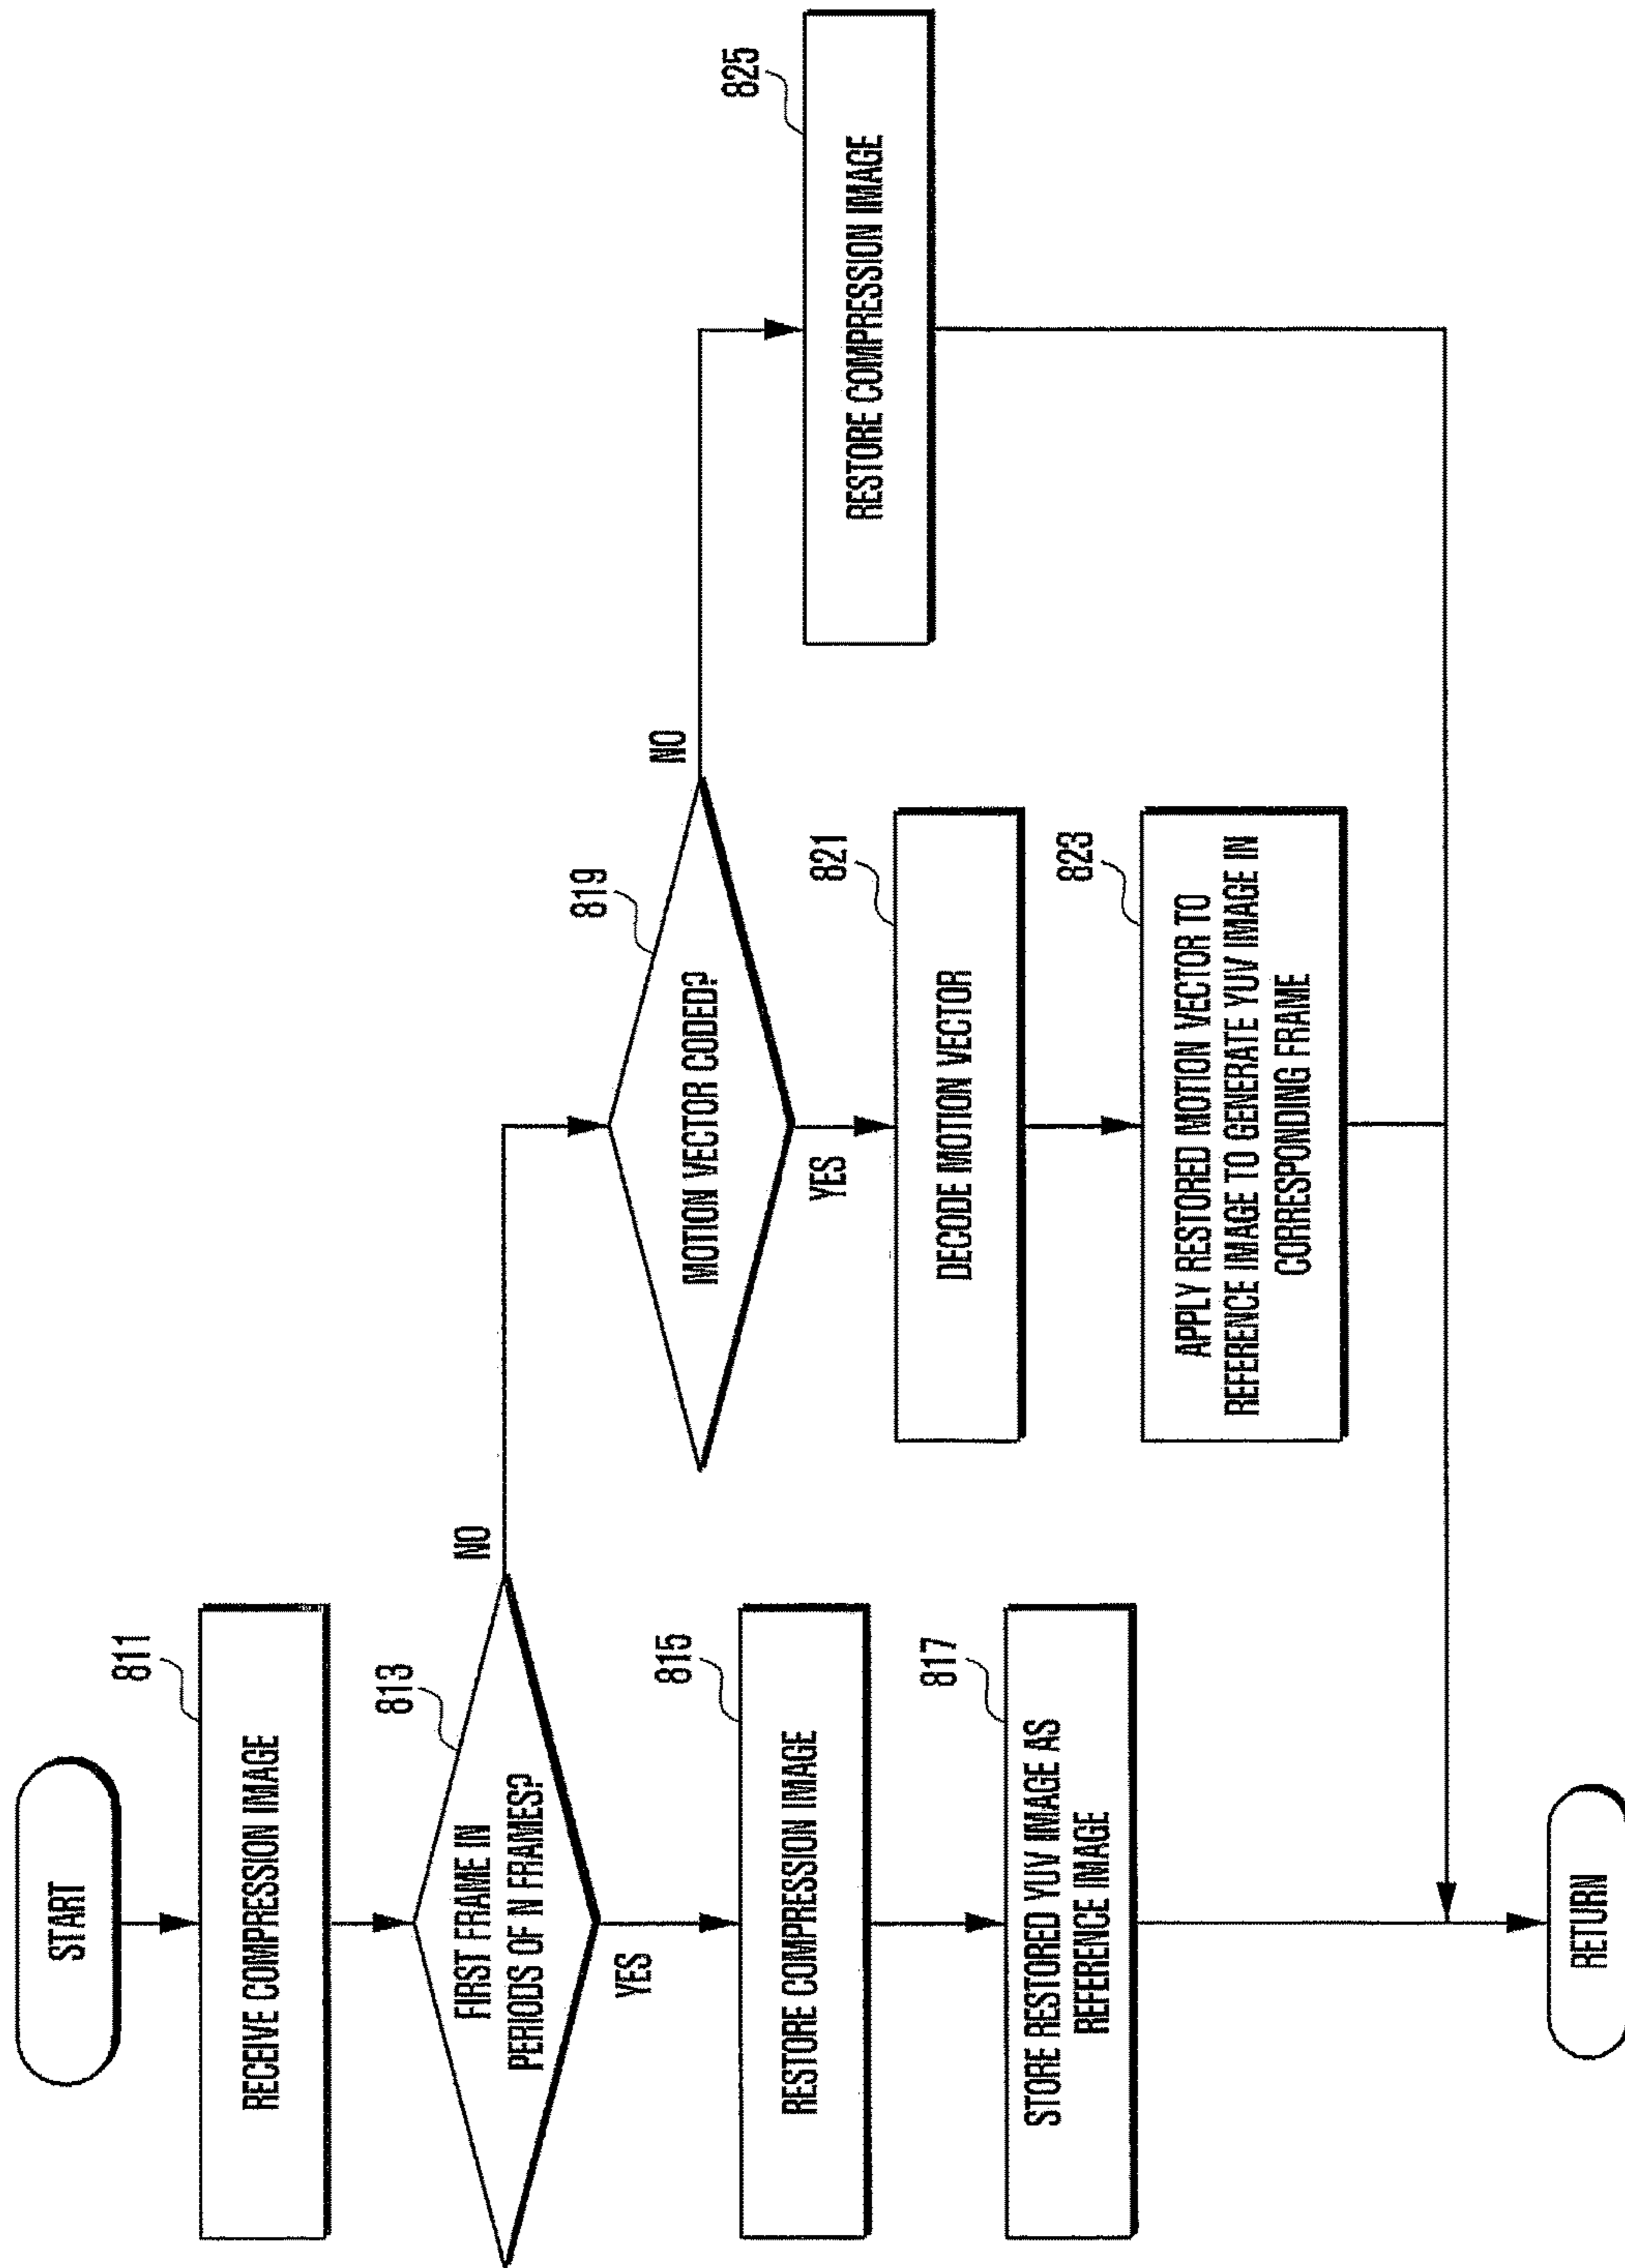 START
811
RECEIVE COMPRESSION IMAGE
813
FIRST FRAME IN
PERIODS OF N FRAMES?
NO
YES
815
RESTORE COMPRESSION IMAGE
817
STORE RESTORED YUV IMAGE AS
REFERENCE IMAGE
819
MOTION VECTOR CODED?
NO
YES
821
DECODE MOTION VECTOR
823
APPLY RESTORED MOTION VECTOR TO
REFERENCE IMAGE TO GENERATE YUV IMAGE IN
CORRESPONDING FRAME
825
RESTORE COMPRESSION IMAGE
RETURN